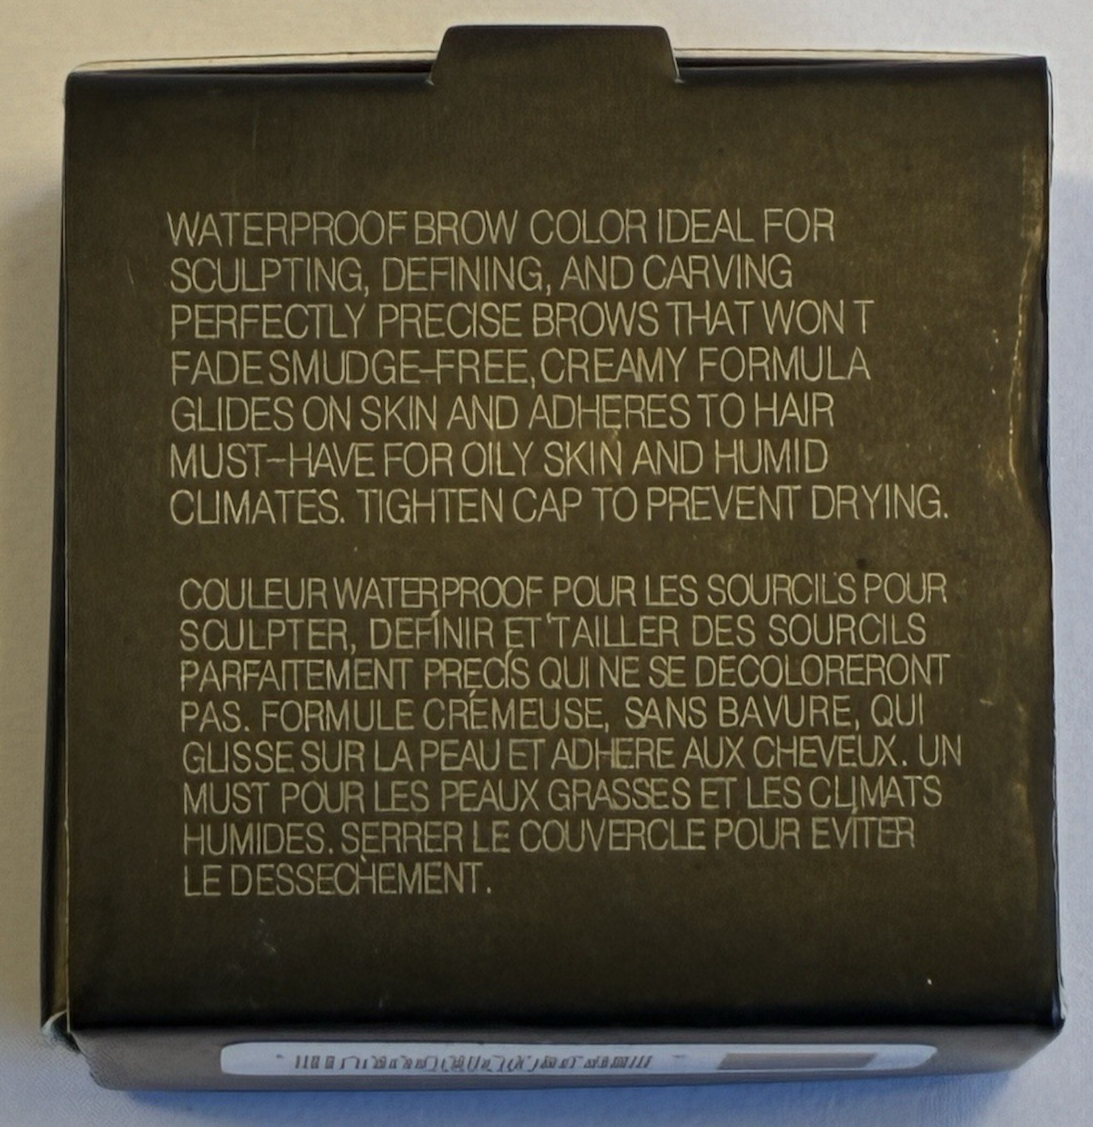 WATERPROOF BROW COLOR IDEAL FOR
SCULPTING, DEFINING, AND CARVING
PERFECTLY PRECISE BROWS THAT WON T
FADE SMUDGE-FREE, CREAMY FORMULA
GLIDES ON SKIN AND ADHERES TO HAIR
MUST-HAVE FOR OILY SKIN AND HUMID
CLIMATES. TIGHTEN CAP TO PREVENT DRYING.
COULEUR WATERPROOF POUR LES SOURCILS POUR
SCULPTER, DEFINIR ET TAILLER DES SOURCILS
PARFAITEMENT PRÉCIS QUI NE SE DECOLORERONT
PAS. FORMULE CRÉMEUSE, SANS BAVURE, QUI
GLISSE SUR LA PEAU ET ADHERE AUX CHEVEUX. UN
MUST POUR LES PEAUX GRASSES ET LES CLIMATS
HUMIDES. SERRER LE COUVERCLE POUR EVITER
LE DESSECHEMENT.